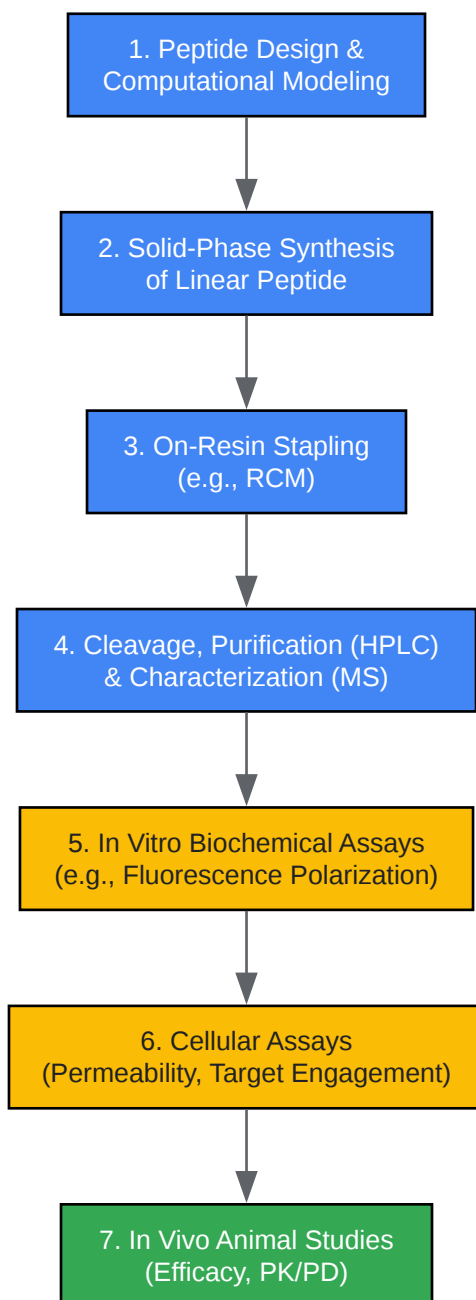 1. Peptide Design &
Computational Modeling
2. Solid-Phase Synthesis
of Linear Peptide
3. On-Resin Stapling
(e.g., RCM)
4. Cleavage, Purification (HPLC)
& Characterization (MS)
5. In Vitro Biochemical Assays
(e.g., Fluorescence Polarization)
6. Cellular Assays
(Permeability, Target Engagement)
7. In Vivo Animal Studies
(Efficacy, PK/PD)